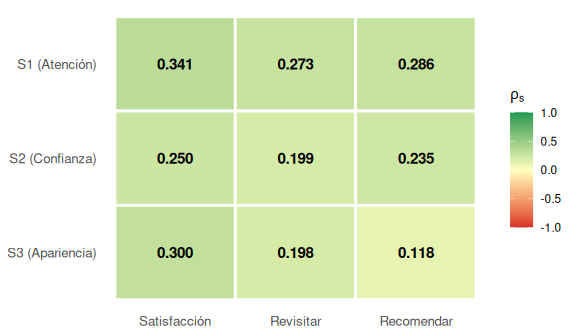 S1 (Atención) 0.341 0.273 0.286
S2 (Confianza) 0.250 0.199 0.235
S3 (Apariencia) 0.300 0.198 0.118
Satisfacción Revisitar Recomendar
ρs
1.0
0.5
0.0
-0.5
-1.0